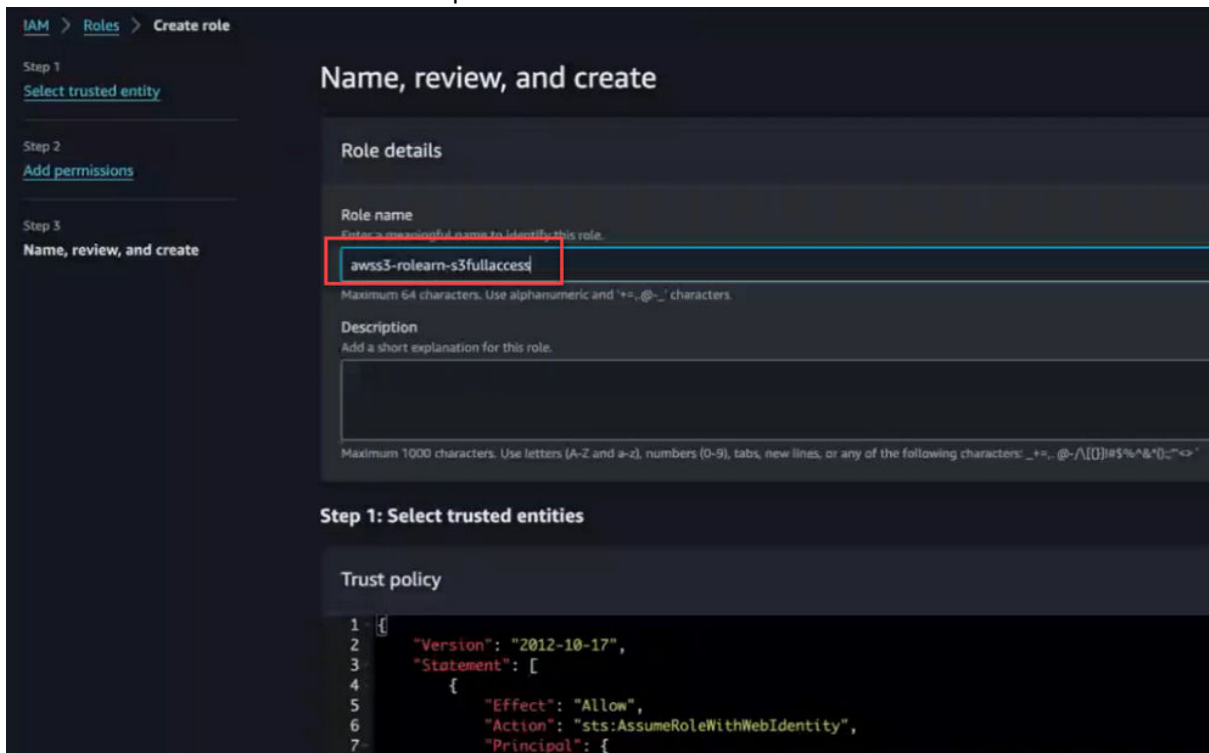 IAM > Roles > Create role
Step 1
Select trusted entity
Step 2
Add permissions
Step 3
Name, review, and create
Name, review, and create
Role details
Role name
Enter a meaningful name to identify this role.
awss3-rolearn-s3fullaccess
Maximum 64 characters. Use alphanumeric and '+=,.@-_' characters.
Description
Add a short explanation for this role.
Maximum 1000 characters. Use letters (A-Z and a-z), numbers (0-9), tabs, new lines, or any of the following characters:
Step 1: Select trusted entities
Trust policy
1 {
2 "Version": "2012-10-17",
3 "Statement": [
4 {
5 "Effect": "Allow",
6 "Action": "sts:AssumeRoleWithWebIdentity",
7 "Principal": {